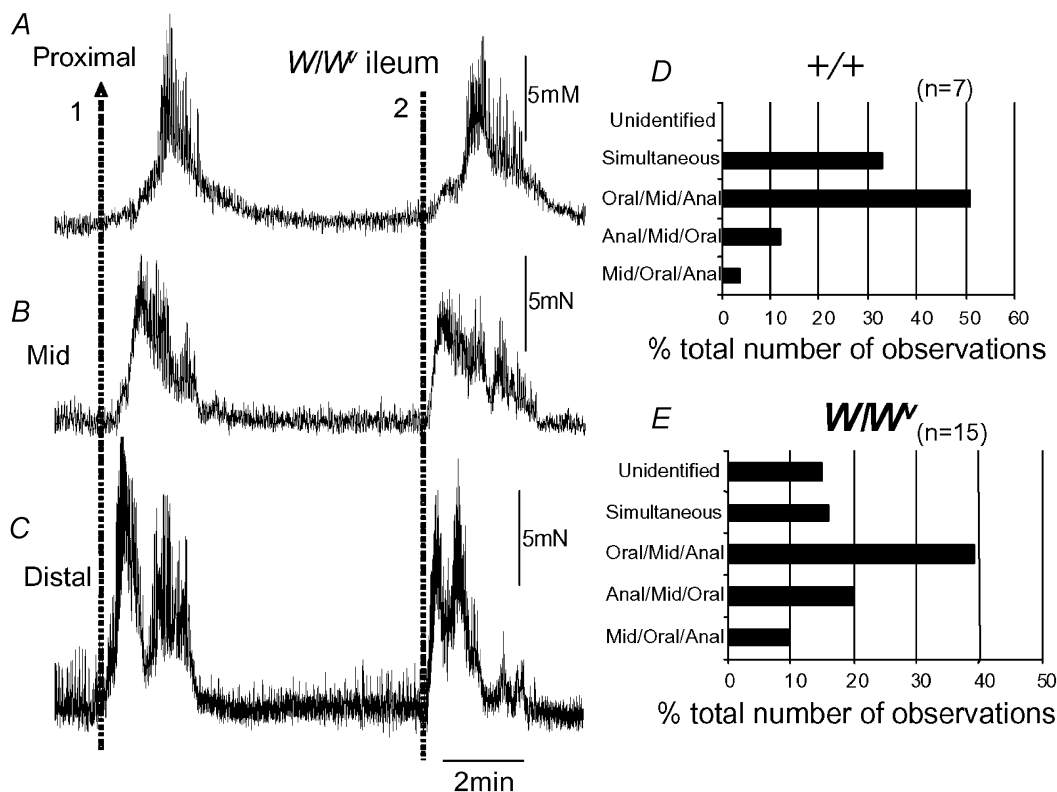 A
Proximal
1
W/Wᵛ ileum
2
5mM
B
Mid
5mN
C
Distal
5mN
2min
D
+/+
(n=7)
Unidentified
Simultaneous
Oral/Mid/Anal
Anal/Mid/Oral
Mid/Oral/Anal
0 10 20 30 40 50 60
% total number of observations
E
W/Wᵛ
(n=15)
Unidentified
Simultaneous
Oral/Mid/Anal
Anal/Mid/Oral
Mid/Oral/Anal
0 10 20 30 40 50
% total number of observations